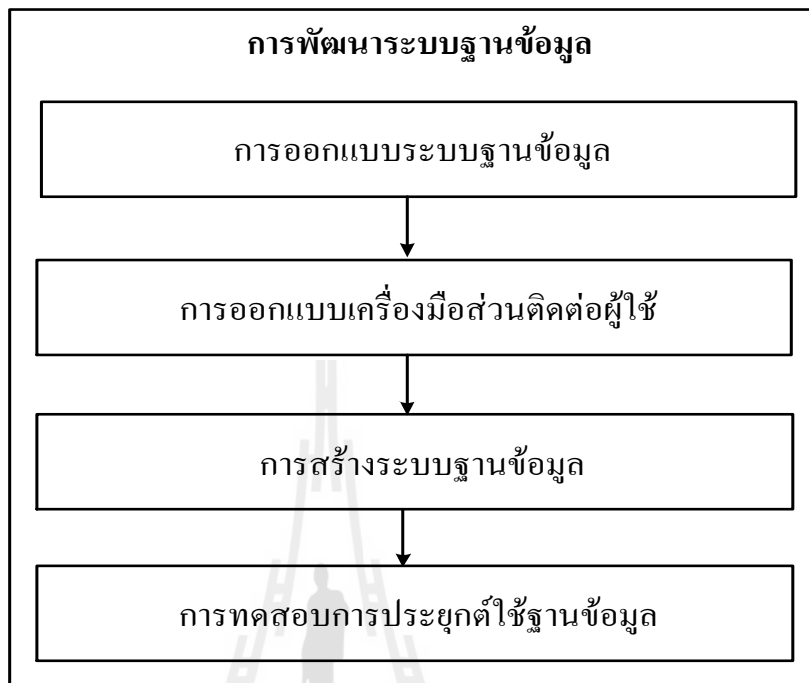 การพัฒนาระบบฐานข้อมูล
การออกแบบระบบฐานข้อมูล
การออกแบบเครื่องมือส่วนติดต่อผู้ใช้
การสร้างระบบฐานข้อมูล
การทดสอบการประยุกต์ใช้ฐานข้อมูล